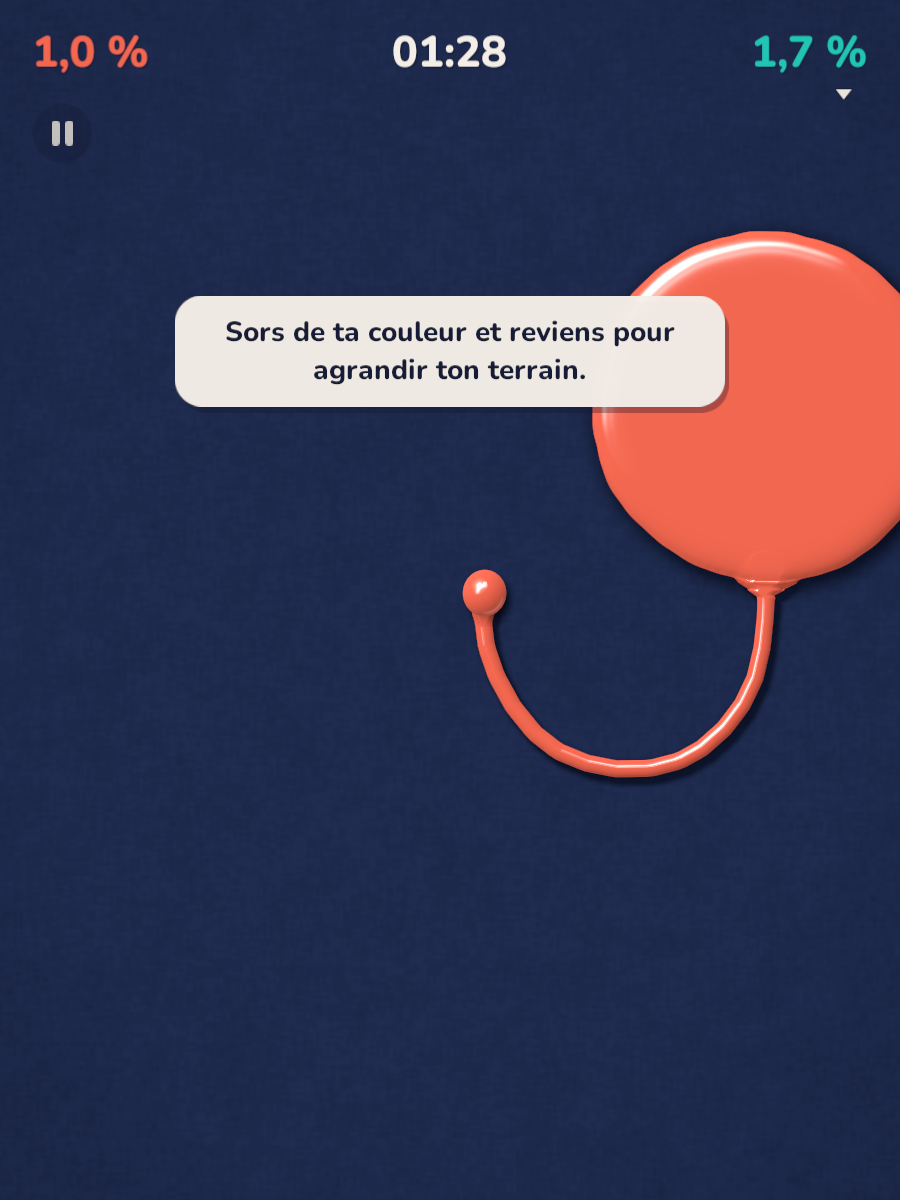 1,0 %
01:28
1,7 %
Sors de ta couleur et reviens pour
agrandir ton terrain.